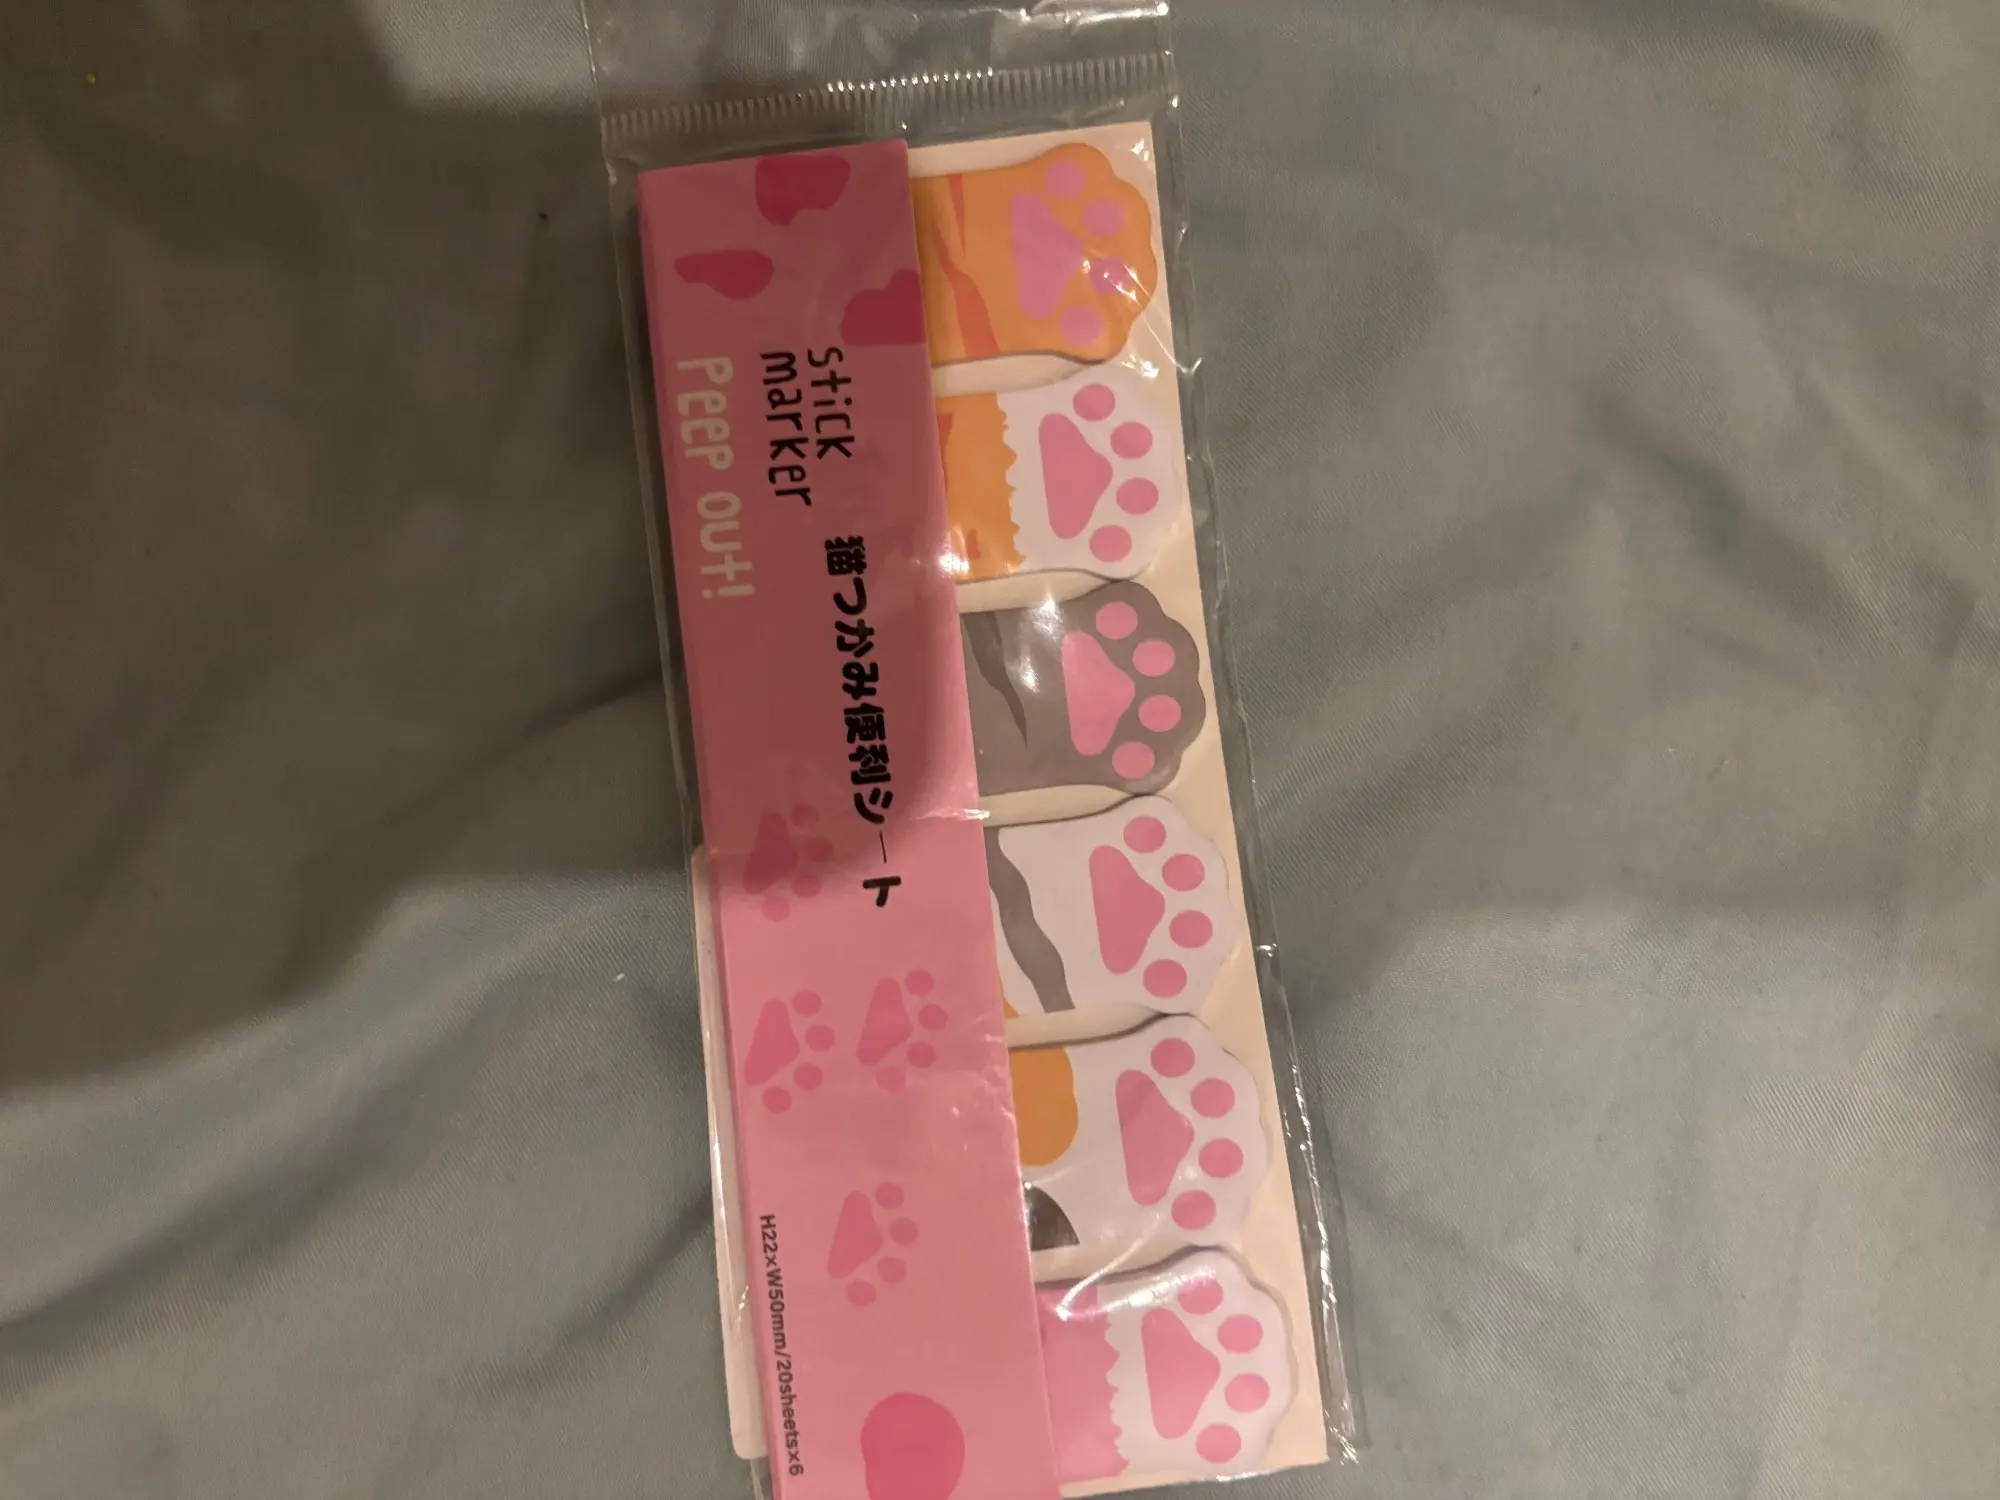 stick
marker
猫つかみ便利シート
Peep out!
H22×W50mm/20sheets×6